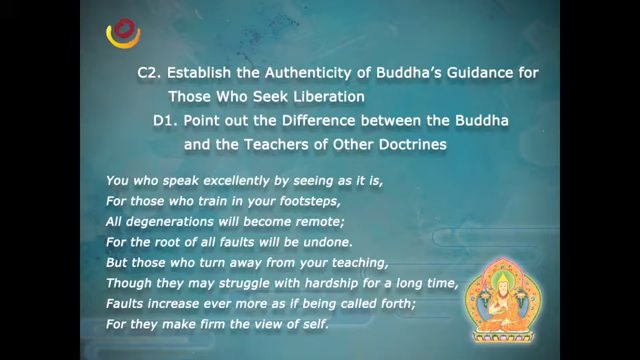 C2. Establish the Authenticity of Buddha's Guidance for
Those Who Seek Liberation
D1. Point out the Difference between the Buddha
and the Teachers of Other Doctrines
You who speak excellently by seeing as it is,
For those who train in your footsteps,
All degenerations will become remote;
For the root of all faults will be undone.
But those who turn away from your teaching,
Though they may struggle with hardship for a long time,
Faults increase ever more as if being called forth;
For they make firm the view of self.